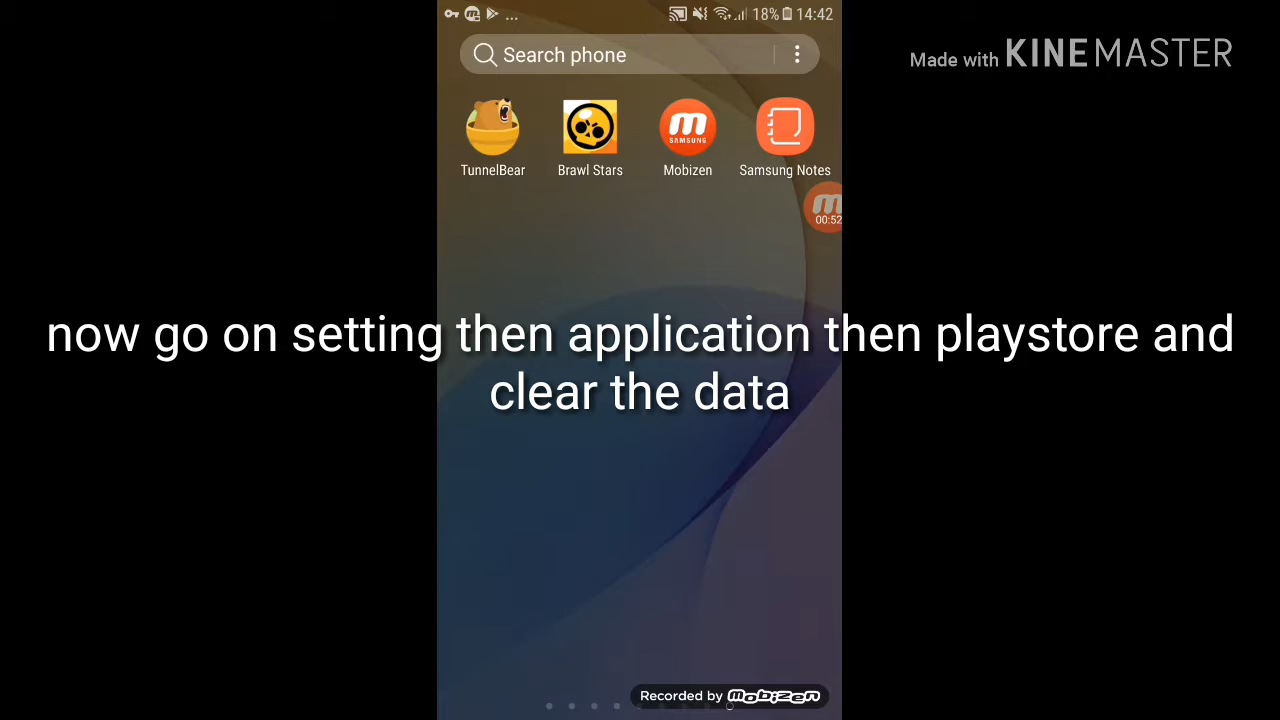 ... 18% 14:42
Made with KINEMASTER
Search phone
m
SAMSUNG
TunnelBear
Brawl Stars
Mobizen
Samsung Notes
m
00:52
now go on setting then application then playstore and
clear the data
Recorded by mobizen